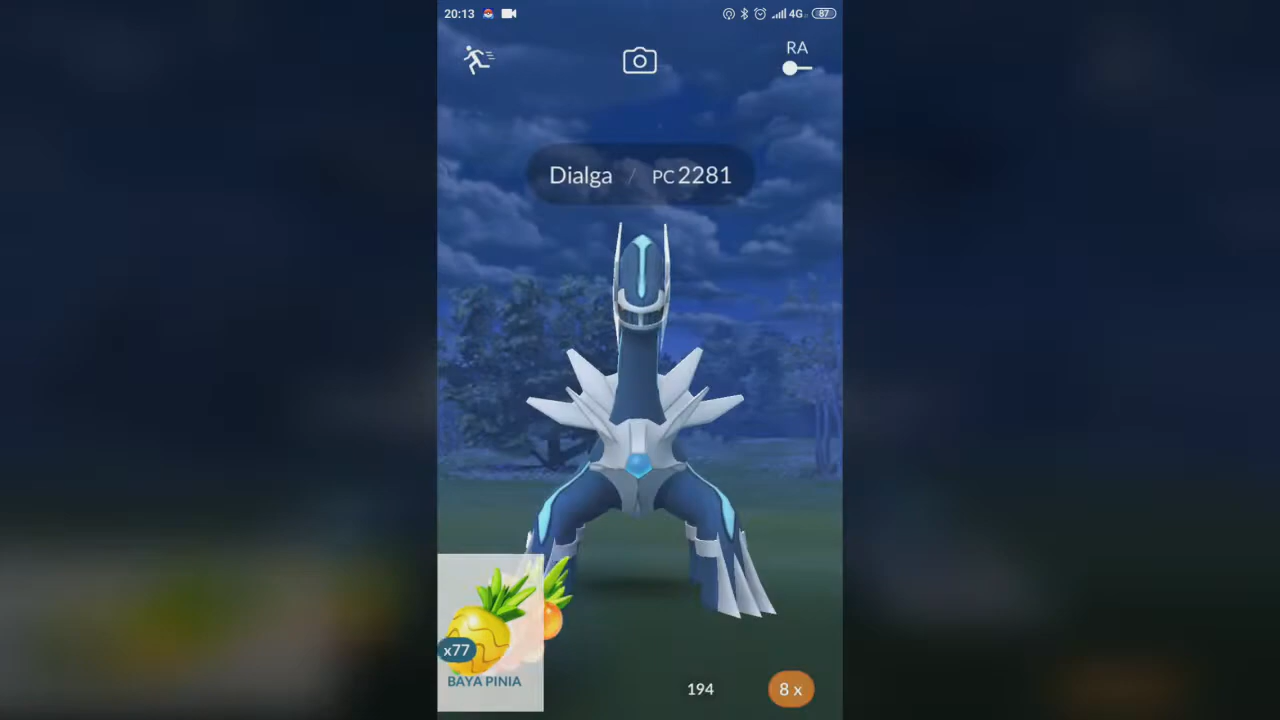 20:13
4G
87
RA
Dialga / PC 2281
x77
BAYA PINIA
194
8 x